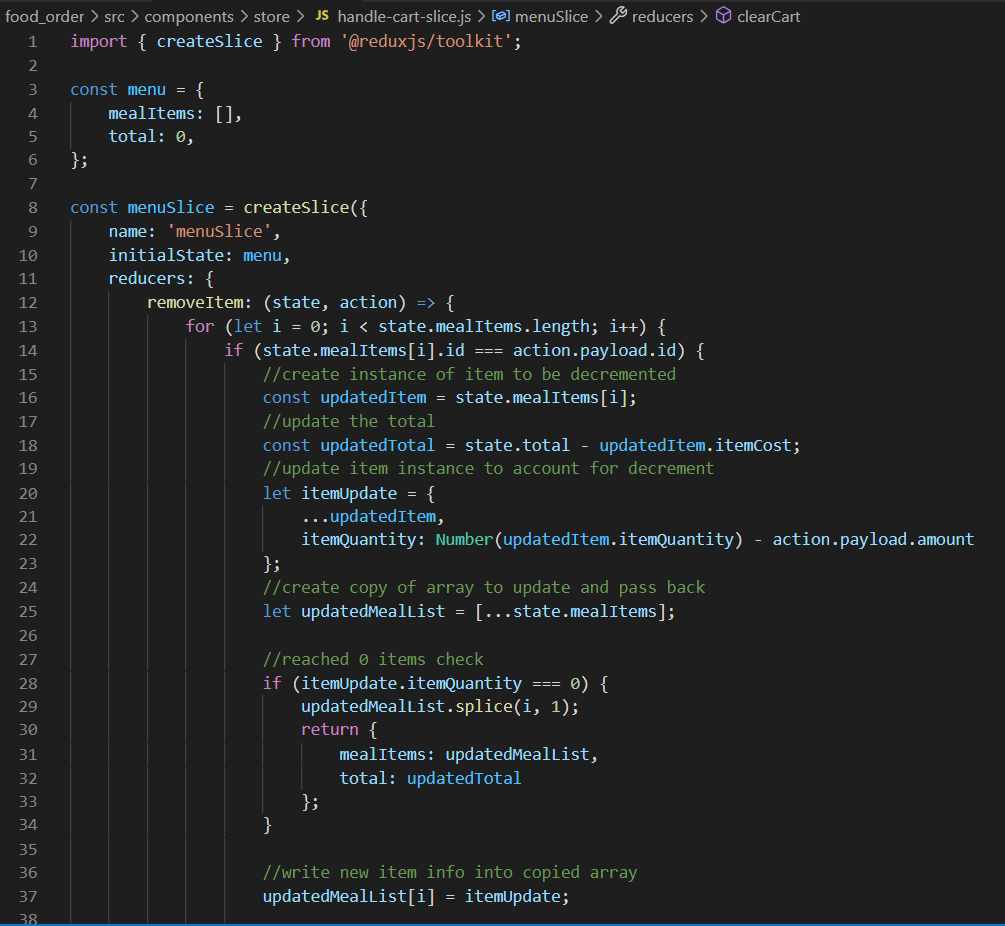 food_order > src > components > store > JS handle-cart-slice.js > menuSlice > reducers > clearCart
1 import { createSlice } from '@reduxjs/toolkit';
2
3 const menu = {
4     mealItems: [],
5     total: 0,
6 };
7
8 const menuSlice = createSlice({
9     name: 'menuSlice',
10     initialState: menu,
11     reducers: {
12         removeItem: (state, action) => {
13             for (let i = 0; i < state.mealItems.length; i++) {
14                 if (state.mealItems[i].id === action.payload.id) {
15                     //create instance of item to be decremented
16                     const updatedItem = state.mealItems[i];
17                     //update the total
18                     const updatedTotal = state.total - updatedItem.itemCost;
19                     //update item instance to account for decrement
20                     let itemUpdate = {
21                         ...updatedItem,
22                         itemQuantity: Number(updatedItem.itemQuantity) - action.payload.amount
23                     };
24                     //create copy of array to update and pass back
25                     let updatedMealList = [...state.mealItems];
26
27                     //reached 0 items check
28                     if (itemUpdate.itemQuantity === 0) {
29                         updatedMealList.splice(i, 1);
30                         return {
31                             mealItems: updatedMealList,
32                             total: updatedTotal
33                         };
34                     }
35
36                     //write new item info into copied array
37                     updatedMealList[i] = itemUpdate;
38